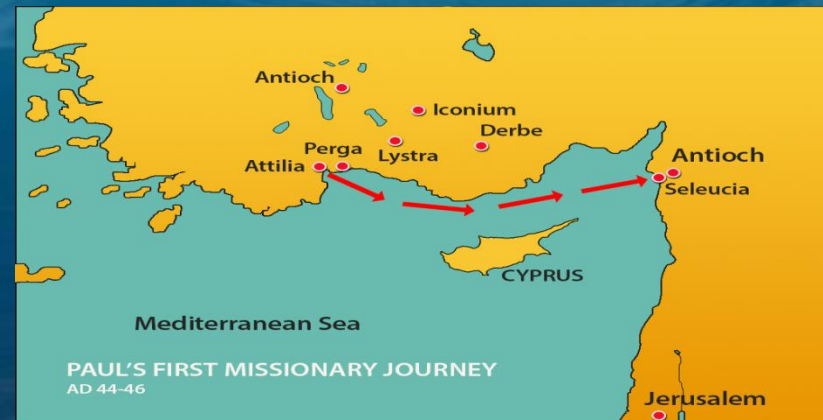 Antioch
Iconium
Derbe
Perga
Lystra
Attilia
Antioch
Seleucia
CYPRUS
Mediterranean Sea
PAUL'S FIRST MISSIONARY JOURNEY
AD 44-46
Jerusalem